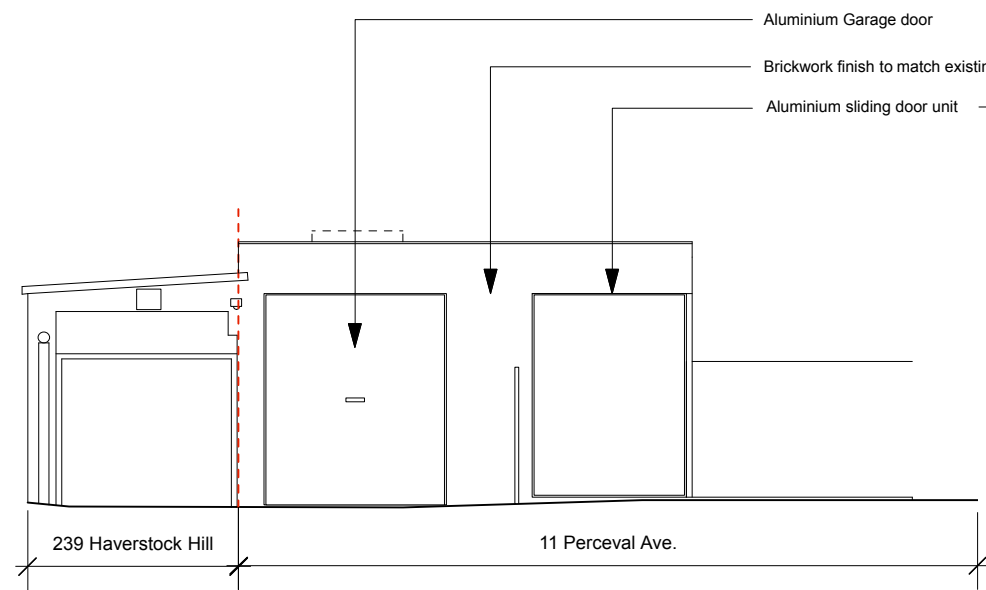 Aluminium Garage door
Brickwork finish to match existin
Aluminium sliding door unit
239 Haverstock Hill
11 Perceval Ave.